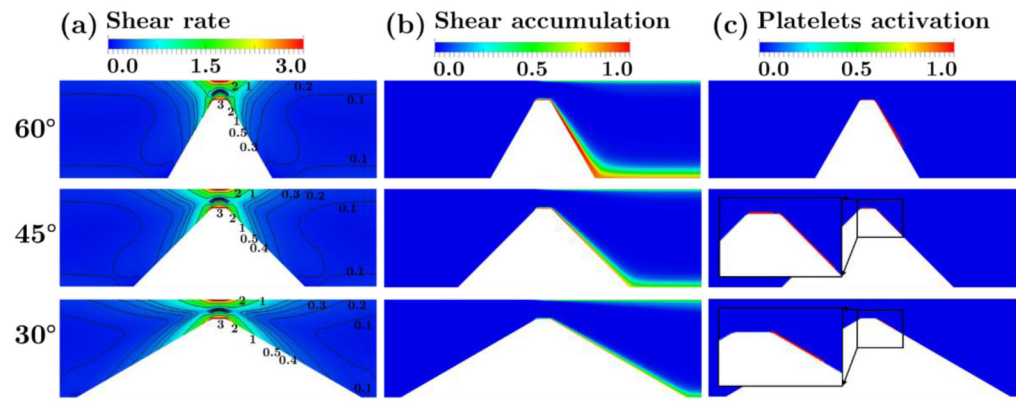 (a) Shear rate
0.0 1.5 3.0
(b) Shear accumulation
0.0 0.5 1.0
(c) Platelets activation
0.0 0.5 1.0
60°
2 1 0.2 0.1
3 2 1 0.5 0.3 0.1
45°
2 1 0.3 0.2 0.1
3 2 1 0.5 0.4 0.1
30°
2 1 0.3 0.2 0.1
3 2 1 0.5 0.4 0.1